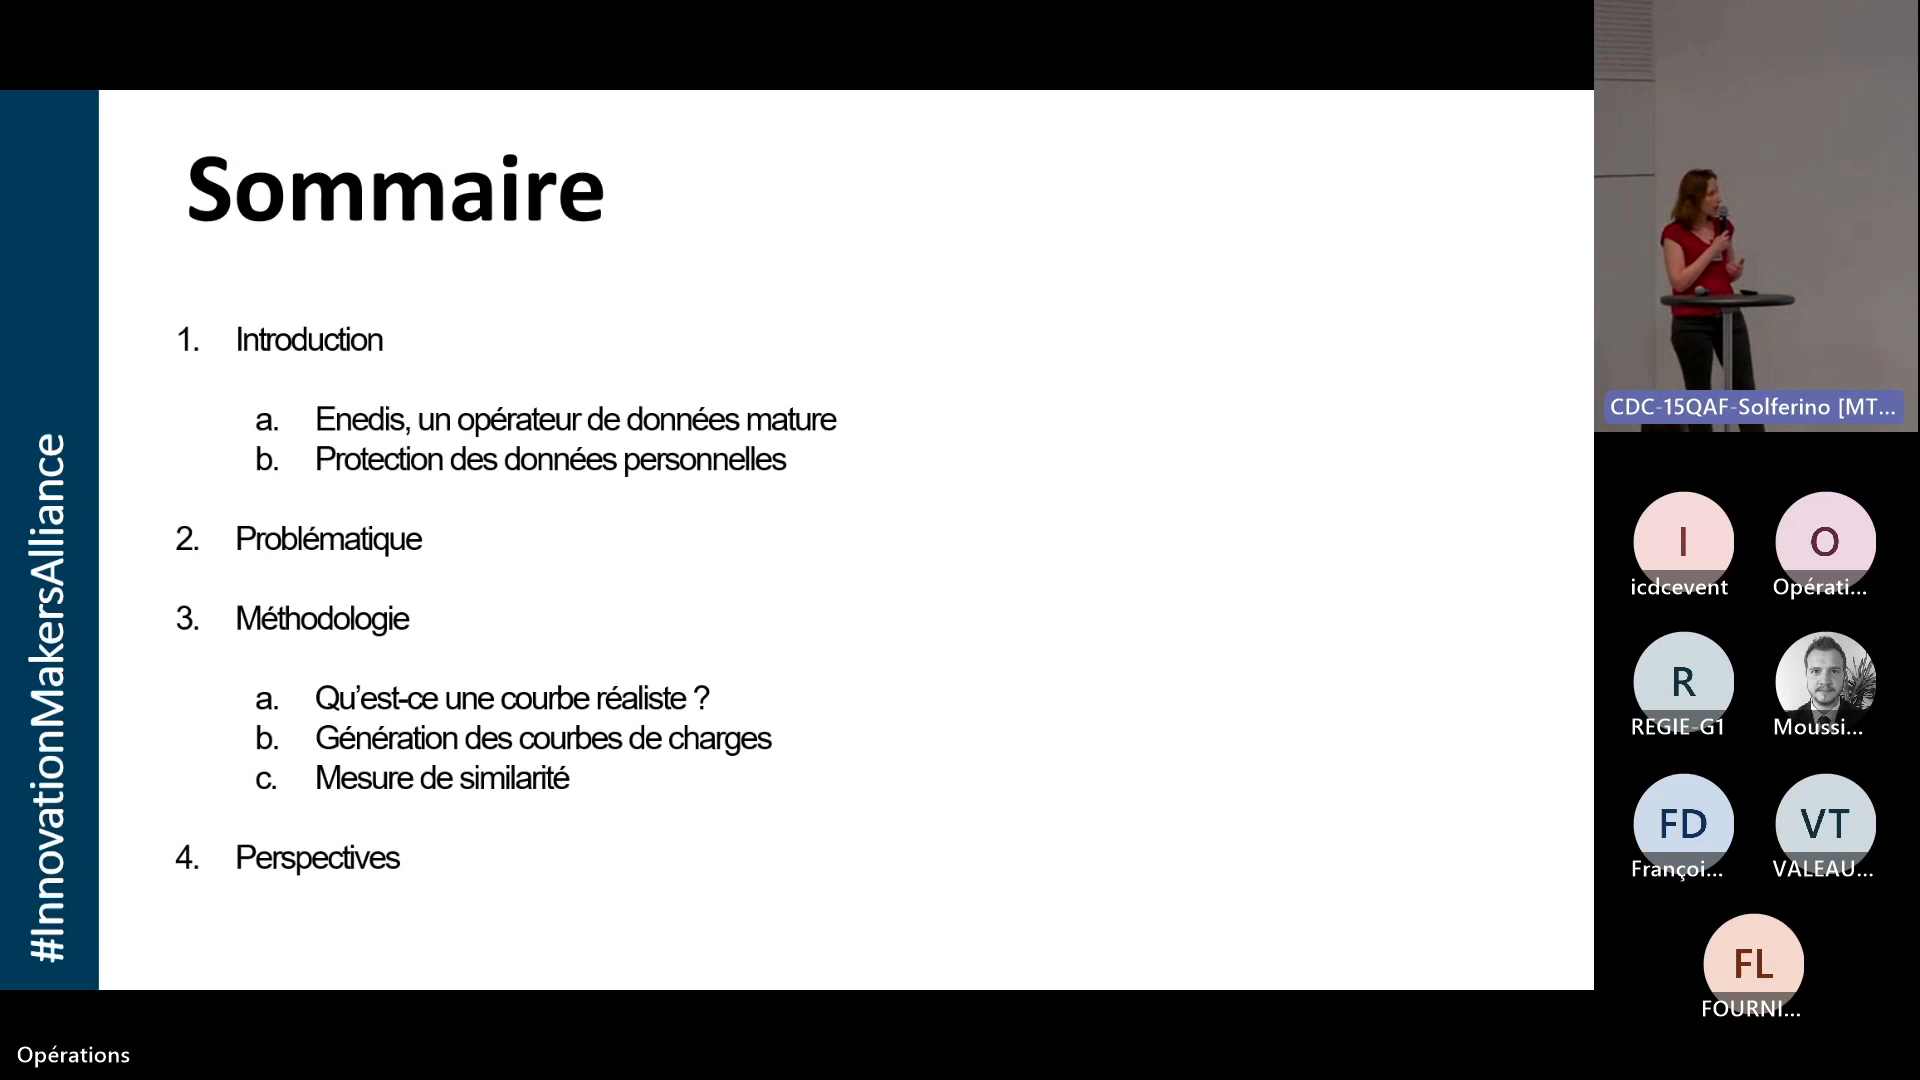 #InnovationMakersAlliance
Sommaire
1. Introduction
a. Enedis, un opérateur de données mature
b. Protection des données personnelles
2. Problématique
3. Méthodologie
a. Qu’est-ce une courbe réaliste ?
b. Génération des courbes de charges
c. Mesure de similarité
4. Perspectives
CDC-15QAF-Solferino [MT...
I
icdcevent
O
Opérati...
R
REGIE-G1
Moussi...
FD
Françoi...
VT
VALEAU...
FL
FOURNI...
Opérations